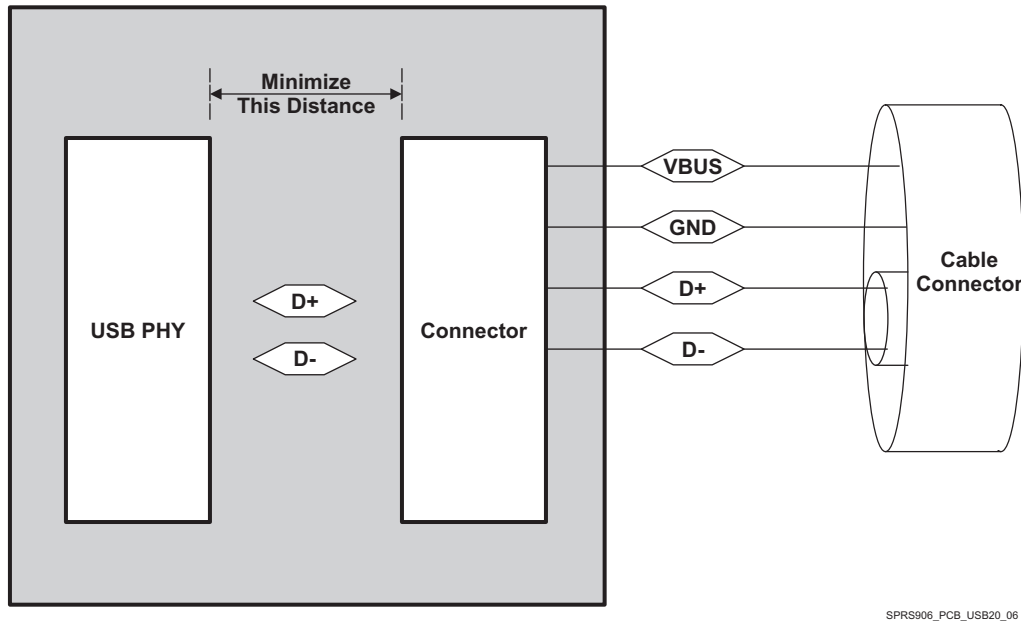 Minimize
This Distance
VBUS
GND
Cable
Connector
D+
D+
USB PHY
Connector
D-
D-
SPRS906_PCB_USB20_06